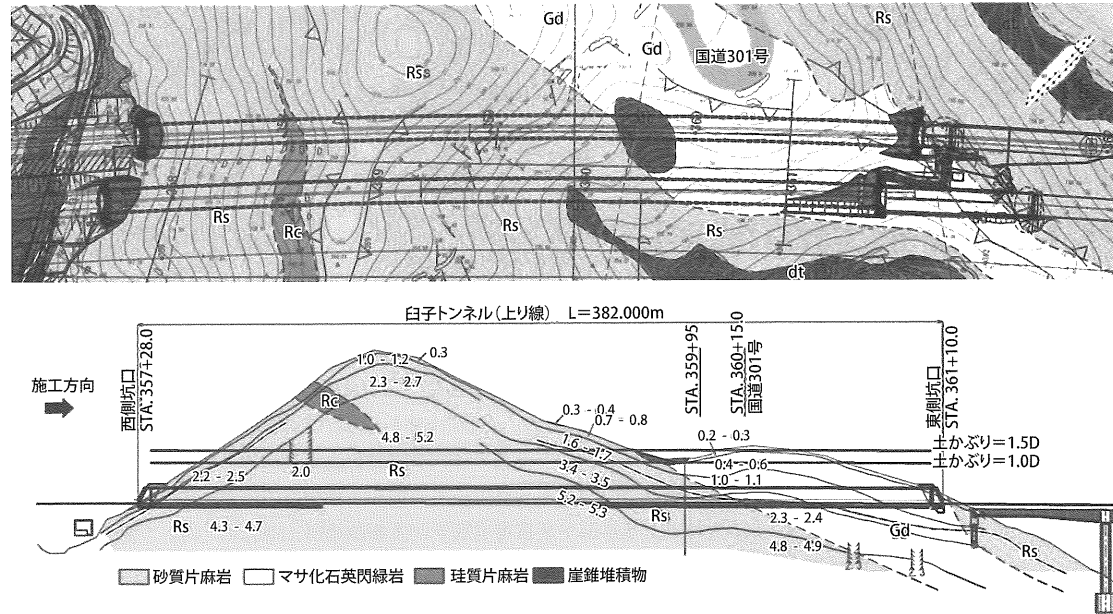 Gd
Rs
Gd
国道301号
Rs
Rs
Rc
Rs
dt
臼子トンネル(上り線) L=382.000m
施工方向
西側坑口
STA. 357+28.0
1.0 - 1.2
0.3
2.3 - 2.7
Rc
4.8 - 5.2
0.3 - 0.4
0.7 - 0.8
STA. 359+95
STA. 360+15.0
国道301号
東側坑口
STA. 361+10.0
0.2 - 0.3
土かぶり=1.5D
土かぶり=1.0D
1.6 - 1.7
0.4 - 0.6
2.2 - 2.5
2.0
Rs
3.4 - 3.5
1.0 - 1.1
5.2 - 5.3
Rs
4.3 - 4.7
Rs
2.3 - 2.4
Gd
4.8 - 4.9
Rs
砂質片麻岩
マサ化石英閃緑岩
珪質片麻岩
崖錐堆積物